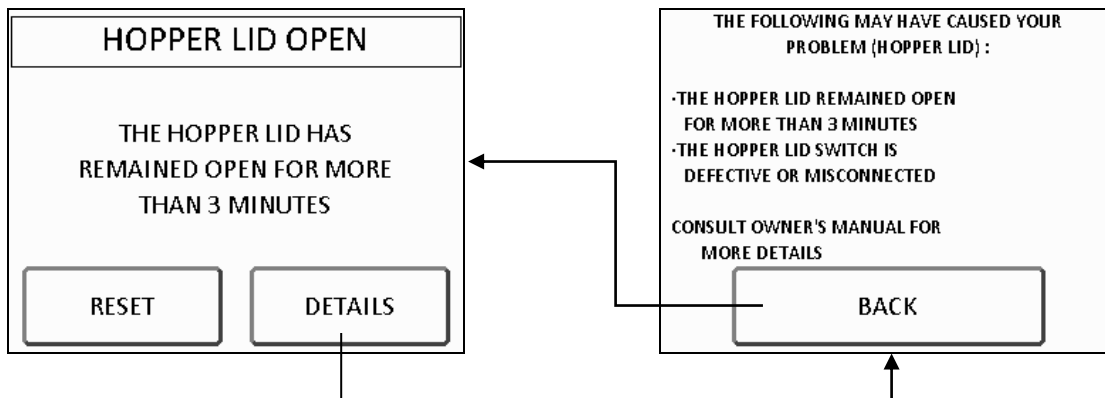 HOPPER LID OPEN
THE HOPPER LID HAS
REMAINED OPEN FOR MORE
THAN 3 MINUTES
RESET
DETAILS
THE FOLLOWING MAY HAVE CAUSED YOUR
PROBLEM (HOPPER LID) :
·THE HOPPER LID REMAINED OPEN
FOR MORE THAN 3 MINUTES
·THE HOPPER LID SWITCH IS
DEFECTIVE OR MISCONNECTED
CONSULT OWNER'S MANUAL FOR
MORE DETAILS
BACK